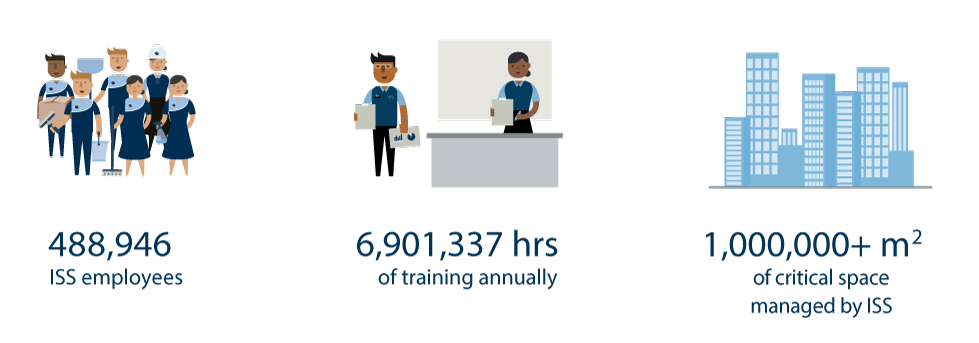 488,946
ISS employees
6,901,337 hrs
of training annually
1,000,000+ m²
of critical space
managed by ISS